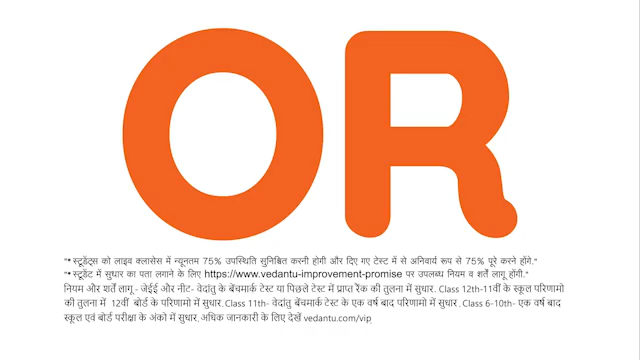 OR
"* स्टूडेंट्स को लाइव क्लासेस में न्यूनतम 75% उपस्थिति सुनिश्चित करनी होगी और दिए गए टेस्ट में से अनिवार्य रूप से 75% पूरे करने होंगे."
"* स्टूडेंट में सुधार का पता लगाने के लिए https://www.vedantu-improvement-promise पर उपलब्ध नियम व शर्तें लागू होंगी."
नियम और शर्तें लागू - जेईई और नीट- वेदांतु के बेंचमार्क टेस्ट या पिछले टेस्ट में प्राप्त रैंक की तुलना में सुधार. Class 12th-11वीं के स्कूल परिणामो
की तुलना में 12वीं बोर्ड के परिणामो में सुधार. Class 11th- वेदांतु बेंचमार्क टेस्ट के एक वर्ष बाद परिणामो में सुधार . Class 6-10th- एक वर्ष बाद
स्कूल एवं बोर्ड परीक्षा के अंको में सुधार. अधिक जानकारी के लिए देखें vedantu.com/vip